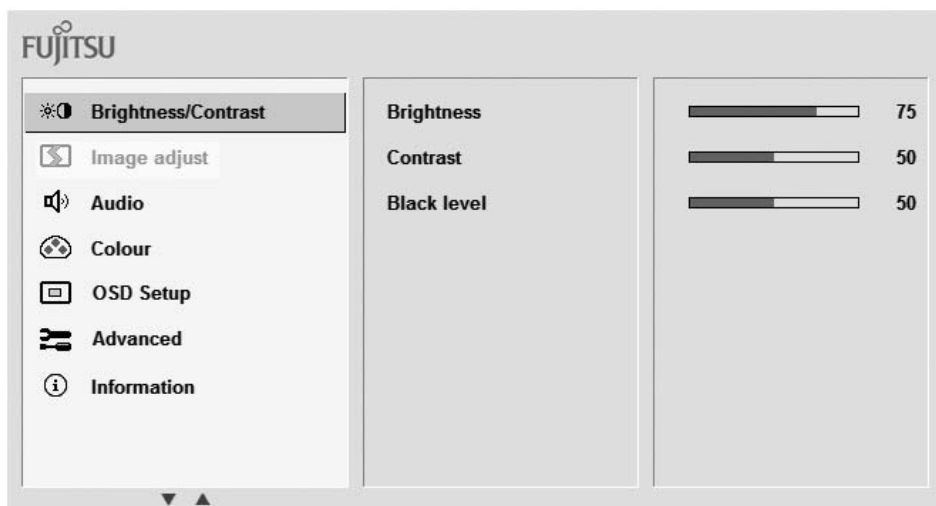 FUJITSU
Brightness/Contrast
Image adjust
Audio
Colour
OSD Setup
Advanced
Information
Brightness
Contrast
Black level
75
50
50